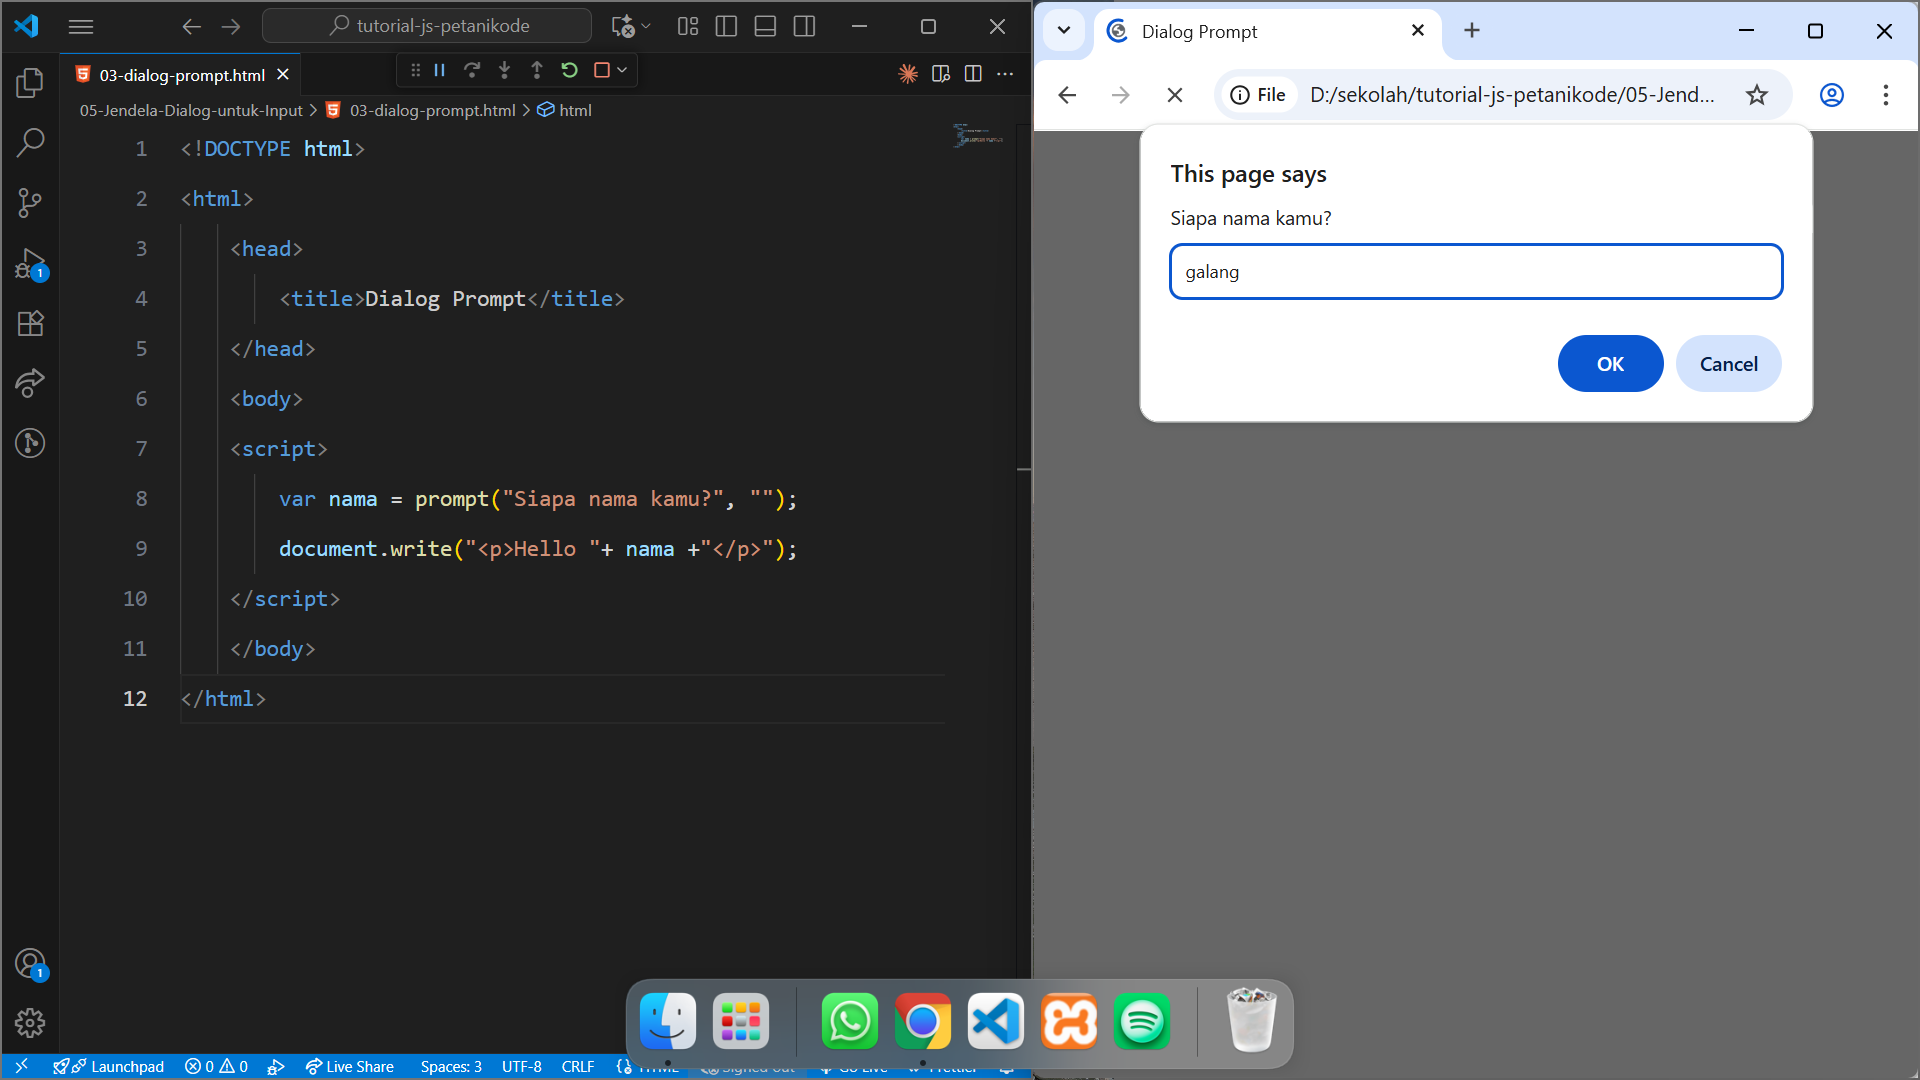 tutorial-js-petanikode
03-dialog-prompt.html
05-Jendela-Dialog-untuk-Input > 03-dialog-prompt.html > html
1 <!DOCTYPE html>
2 <html>
3 <head>
4 <title>Dialog Prompt</title>
5 </head>
6 <body>
7 <script>
8 var nama = prompt("Siapa nama kamu?", "");
9 document.write("<p>Hello "+ nama +"</p>");
10 </script>
11 </body>
12 </html>
1
1
Launchpad 0 0 Live Share Spaces: 3 UTF-8 CRLF
Dialog Prompt
File D:/sekolah/tutorial-js-petanikode/05-Jend...
This page says
Siapa nama kamu?
galang
OK Cancel